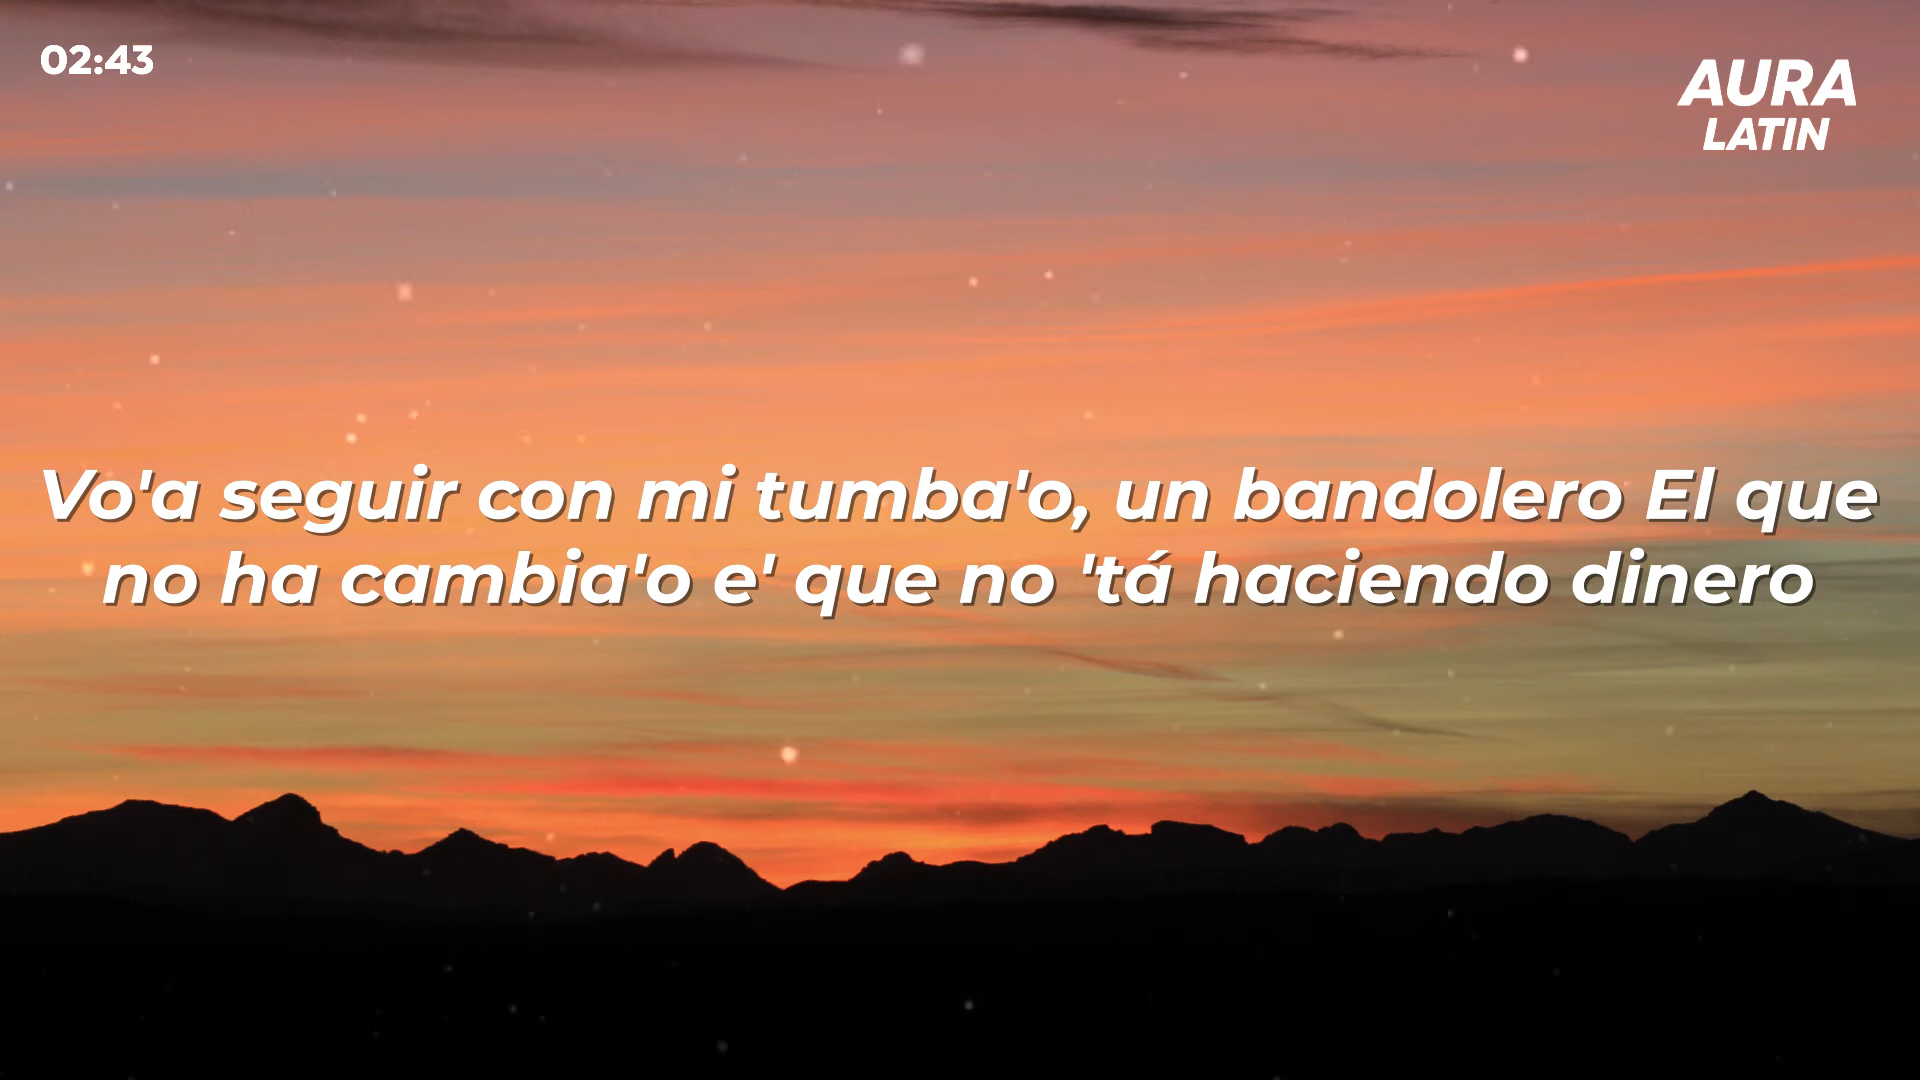 02:43
AURA
LATIN
Vo'a seguir con mi tumba'o, un bandolero El que
no ha cambia'o e' que no 'tá haciendo dinero